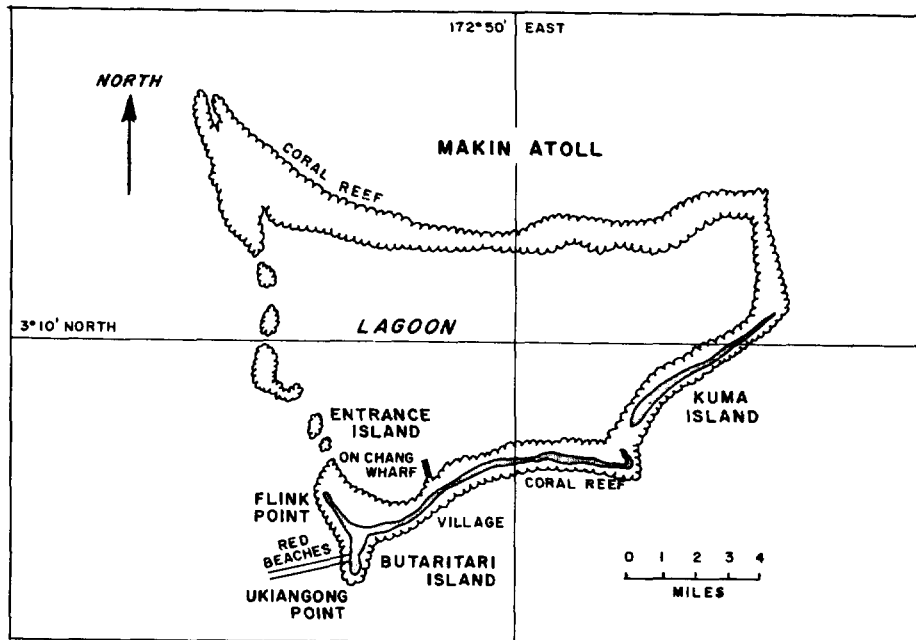 172°50' EAST
NORTH
MAKIN ATOLL
CORAL REEF
3°10' NORTH
LAGOON
KUMA
ISLAND
ENTRANCE
ISLAND
ON CHANG
WHARF
CORAL REEF
FLINK
POINT
VILLAGE
RED
BEACHES
BUTARITARI
ISLAND
UKIANGONG
POINT
0 1 2 3 4
MILES